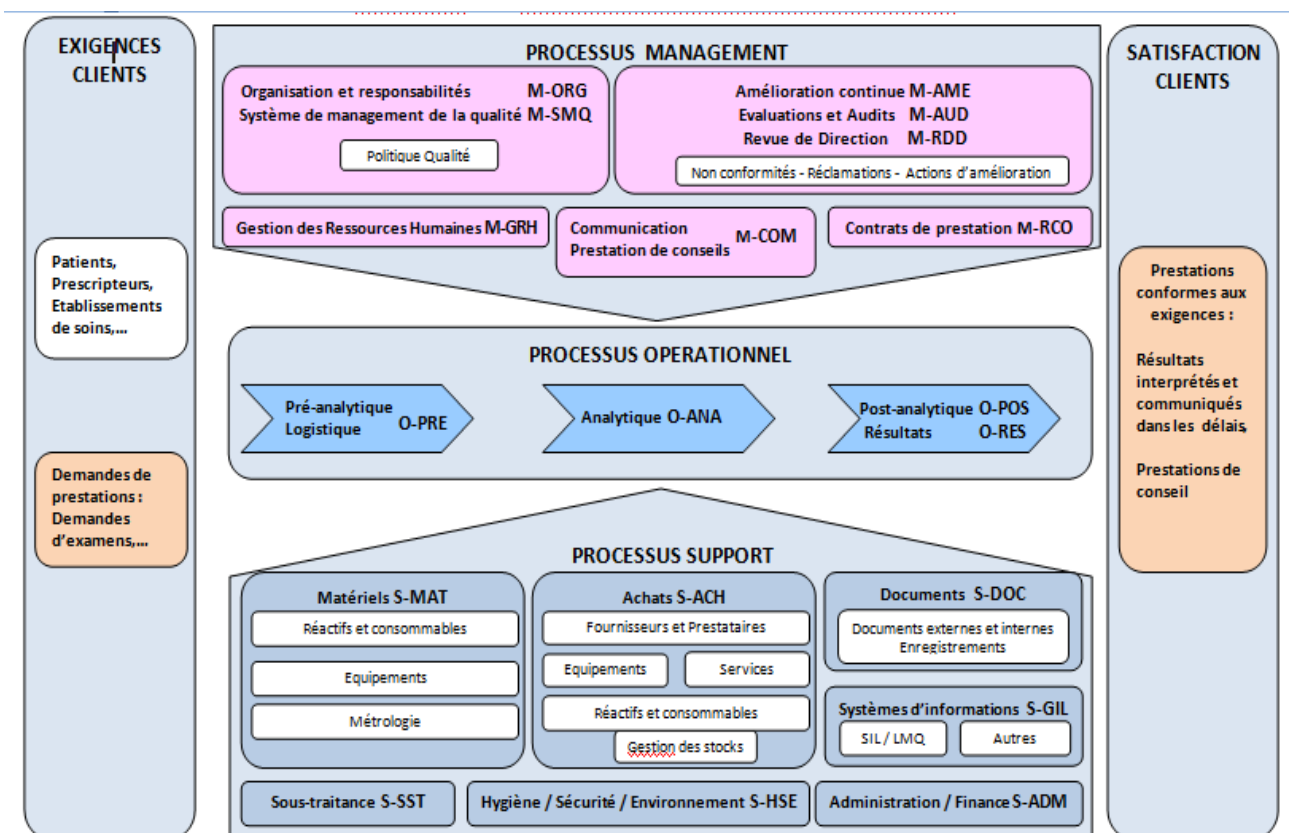 EXIGENCES
CLIENTS
Patients,
Prescripteurs,
Etablissements
de soins,...
Demandes de
prestations :
Demandes
d'examens,...
PROCESSUS MANAGEMENT
Organisation et responsabilités M-ORG
Système de management de la qualité M-SMQ
Politique Qualité
Amélioration continue M-AME
Evaluations et Audits M-AUD
Revue de Direction M-RDD
Non conformités - Réclamations - Actions d'amélioration
Gestion des Ressources Humaines M-GRH
Communication
Prestation de conseils
M-COM
Contrats de prestation M-RCO
PROCESSUS OPERATIONNEL
Pré-analytique
Logistique
O-PRE
Analytique O-ANA
Post-analytique O-POS
Résultats O-RES
PROCESSUS SUPPORT
Matériels S-MAT
Réactifs et consommables
Equipements
Métrologie
Achats S-ACH
Fournisseurs et Prestataires
Equipements
Services
Réactifs et consommables
Gestion des stocks
Documents S-DOC
Documents externes et internes
Enregistrements
Systèmes d'informations S-GIL
SIL / LMQ
Autres
Sous-traitance S-SST
Hygiène / Sécurité / Environnement S-HSE
Administration / Finance S-ADM
SATISFACTION
CLIENTS
Prestations
conformes aux
exigences :
Résultats
interprétés et
communiqués
dans les délais,
Prestations de
conseil